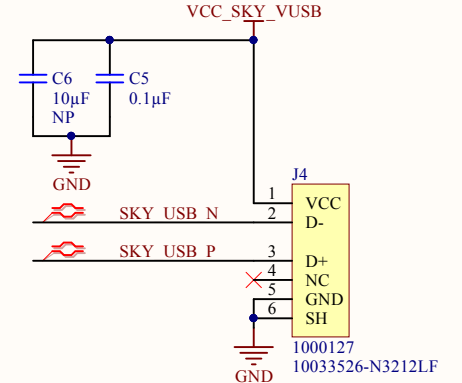 VCC_SKY_VUSB
C6
10µF
NP
C5
0.1µF
GND
J4
1 VCC
SKY_USB_N 2 D-
SKY_USB_P 3 D+
4 NC
5 GND
6 SH
1000127
10033526-N3212LF
GND